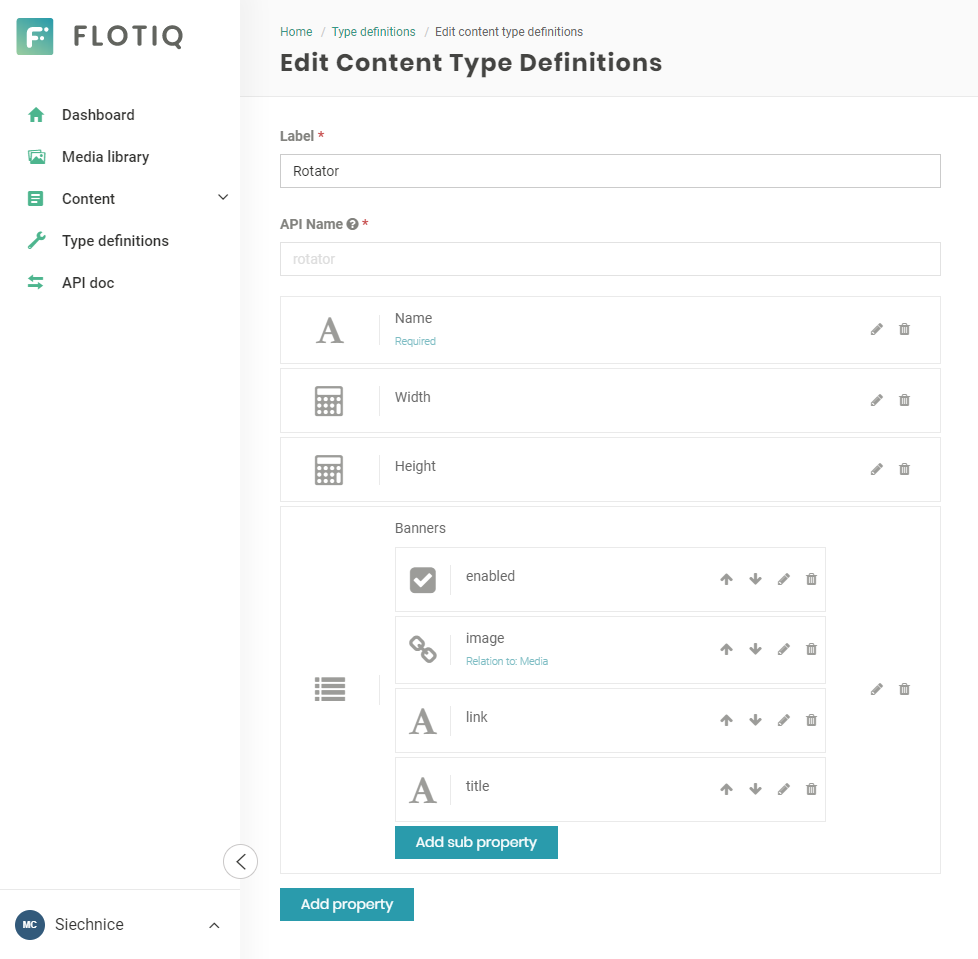 FLOTIQ
Dashboard
Media library
Content
Type definitions
API doc
MC Siechnice
Home / Type definitions / Edit content type definitions
Edit Content Type Definitions
Label *
Rotator
API Name ? *
rotator
Name
Required
Width
Height
Banners
enabled
image
Relation to: Media
link
title
Add sub property
Add property